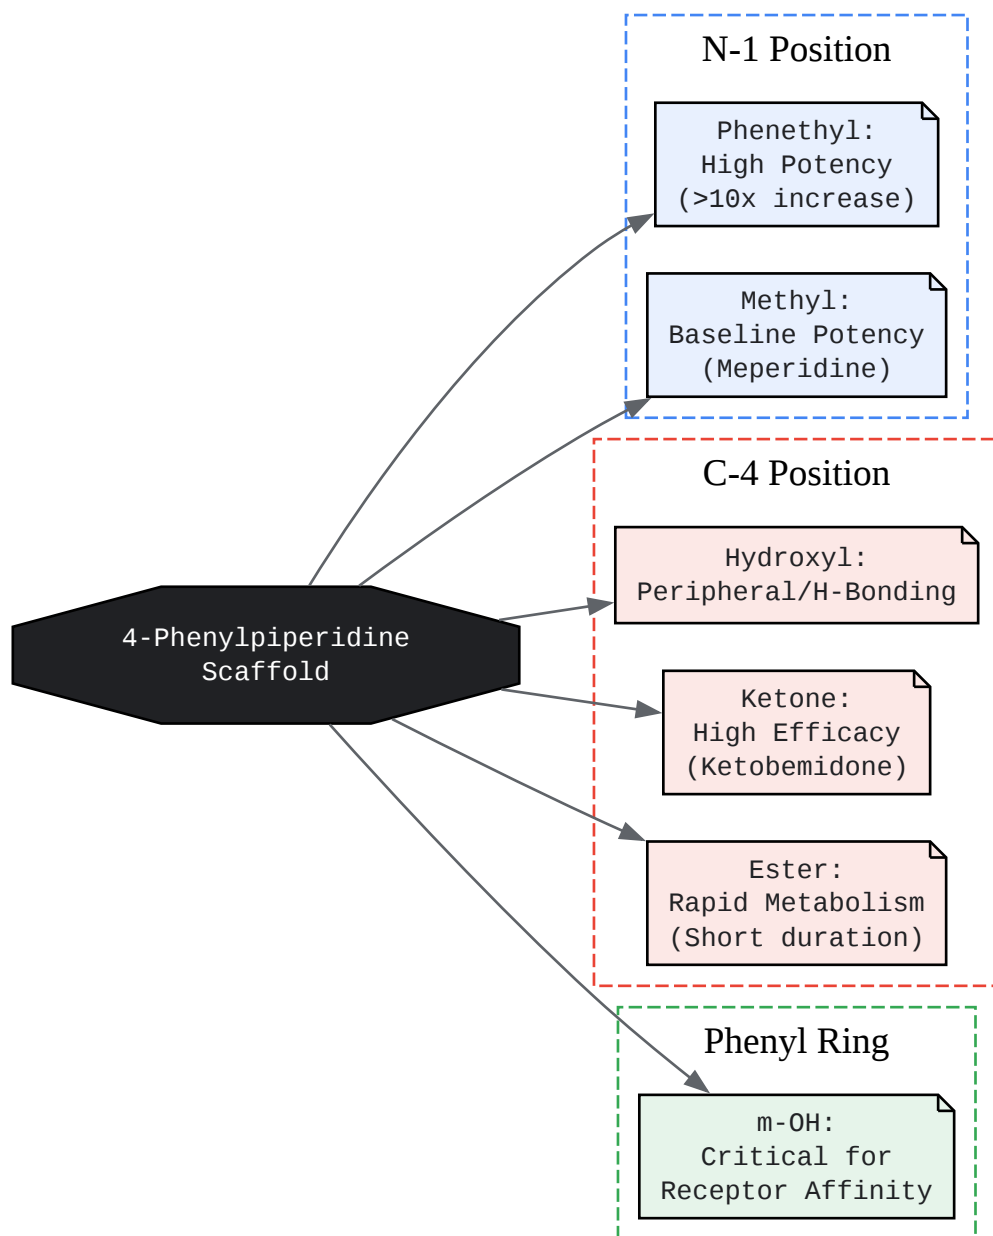 N-1 Position
Phenethyl:
High Potency
(>10x increase)
Methyl:
Baseline Potency
(Meperidine)
C-4 Position
Hydroxyl:
Peripheral/H-Bonding
4-Phenylpiperidine
Scaffold
Ketone:
High Efficacy
(Ketobemidone)
Ester:
Rapid Metabolism
(Short duration)
Phenyl Ring
m-OH:
Critical for
Receptor Affinity